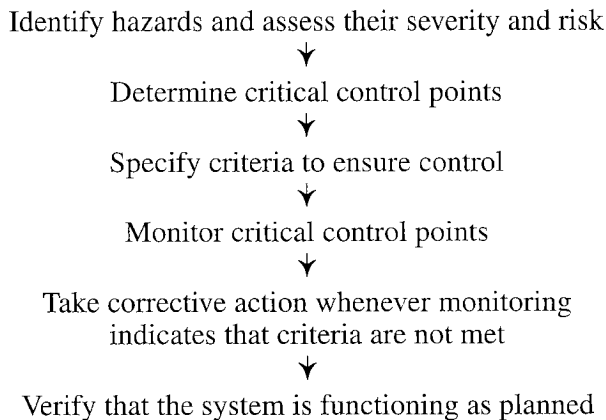 Identify hazards and assess their severity and risk
Determine critical control points
Specify criteria to ensure control
Monitor critical control points
Take corrective action whenever monitoring
indicates that criteria are not met
Verify that the system is functioning as planned